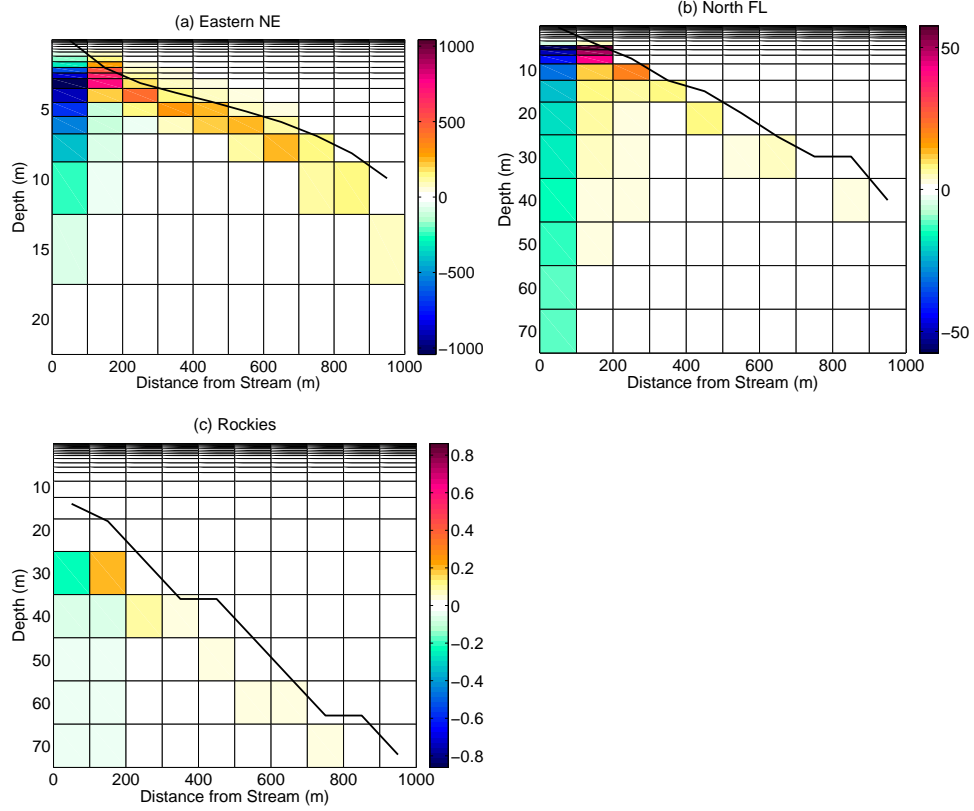 (a) Eastern NE
Depth (m)
5
10
15
20
0 200 400 600 800 1000
Distance from Stream (m)
1000
500
0
−500
−1000
(b) North FL
Depth (m)
10
20
30
40
50
60
70
0 200 400 600 800 1000
Distance from Stream (m)
50
0
−50
(c) Rockies
Depth (m)
10
20
30
40
50
60
70
0 200 400 600 800 1000
Distance from Stream (m)
0.8
0.6
0.4
0.2
0
−0.2
−0.4
−0.6
−0.8